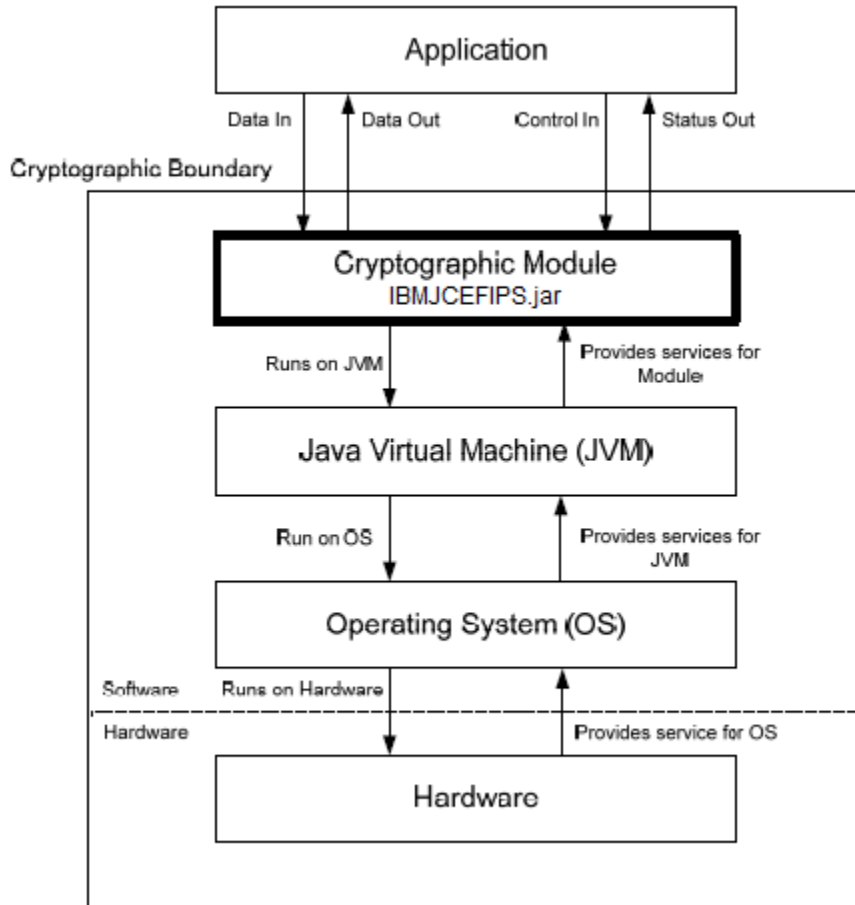 Application
Data In
Data Out
Control In
Status Out
Cryptographic Boundary
Cryptographic Module
IBMJCEFIPS.jar
Runs on JVM
Provides services for
Module
Java Virtual Machine (JVM)
Run on OS
Provides services for
JVM
Operating System (OS)
Software
Runs on Hardware
Hardware
Provides service for OS
Hardware